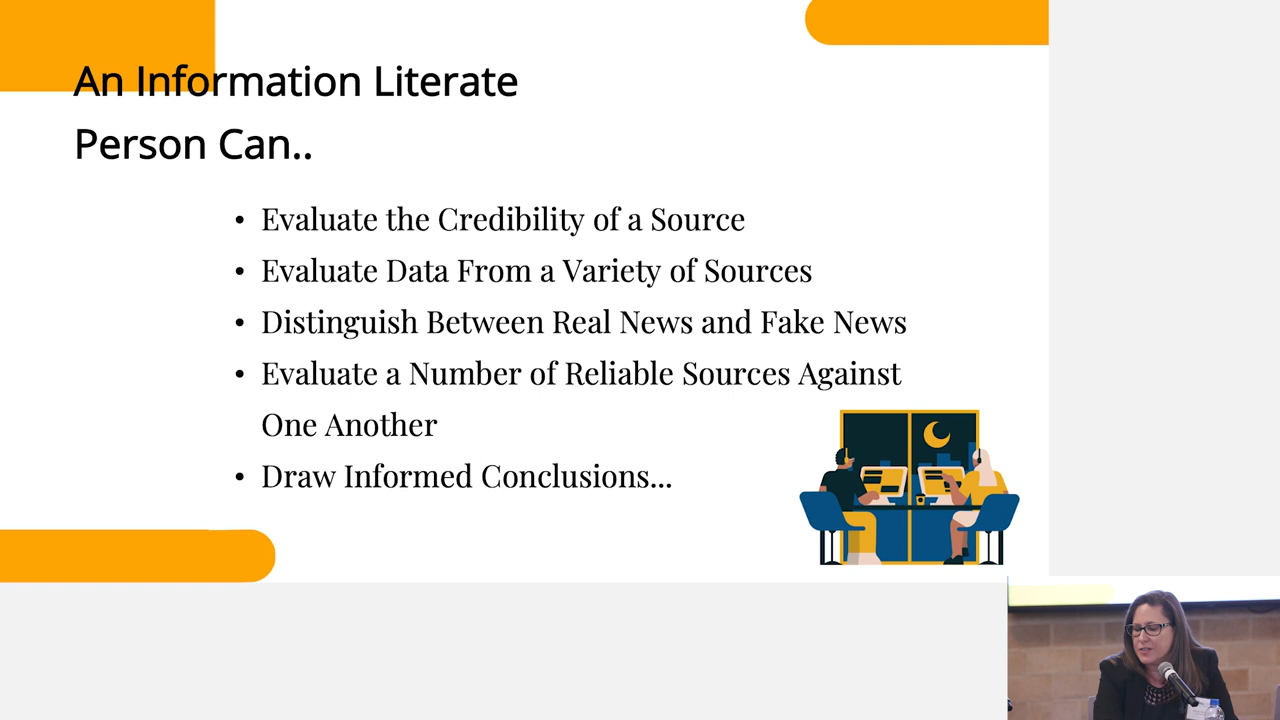 An Information Literate
Person Can..
• Evaluate the Credibility of a Source
• Evaluate Data From a Variety of Sources
• Distinguish Between Real News and Fake News
• Evaluate a Number of Reliable Sources Against
One Another
• Draw Informed Conclusions...